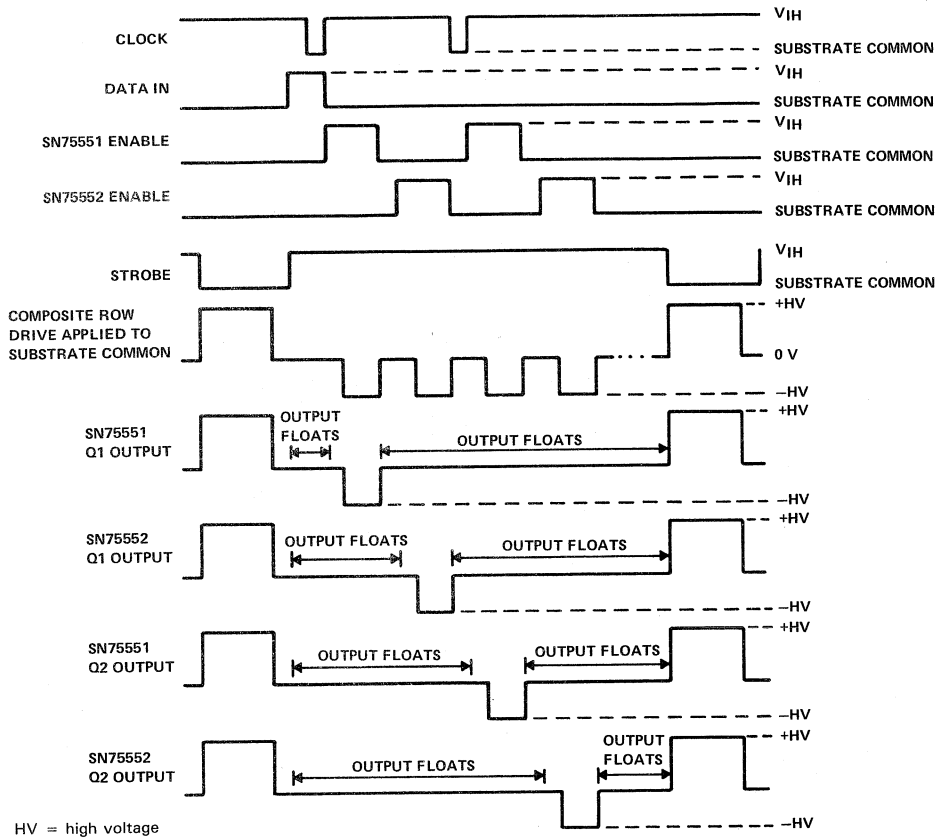 CLOCK
VIH
SUBSTRATE COMMON
DATA IN
VIH
SUBSTRATE COMMON
SN75551 ENABLE
VIH
SUBSTRATE COMMON
SN75552 ENABLE
VIH
SUBSTRATE COMMON
STROBE
VIH
SUBSTRATE COMMON
COMPOSITE ROW
DRIVE APPLIED TO
SUBSTRATE COMMON
+HV
0 V
−HV
SN75551
Q1 OUTPUT
OUTPUT
FLOATS
OUTPUT FLOATS
+HV
−HV
SN75552
Q1 OUTPUT
OUTPUT FLOATS
OUTPUT FLOATS
+HV
−HV
SN75551
Q2 OUTPUT
OUTPUT FLOATS
OUTPUT FLOATS
+HV
−HV
SN75552
Q2 OUTPUT
OUTPUT FLOATS
OUTPUT
FLOATS
+HV
−HV
HV = high voltage